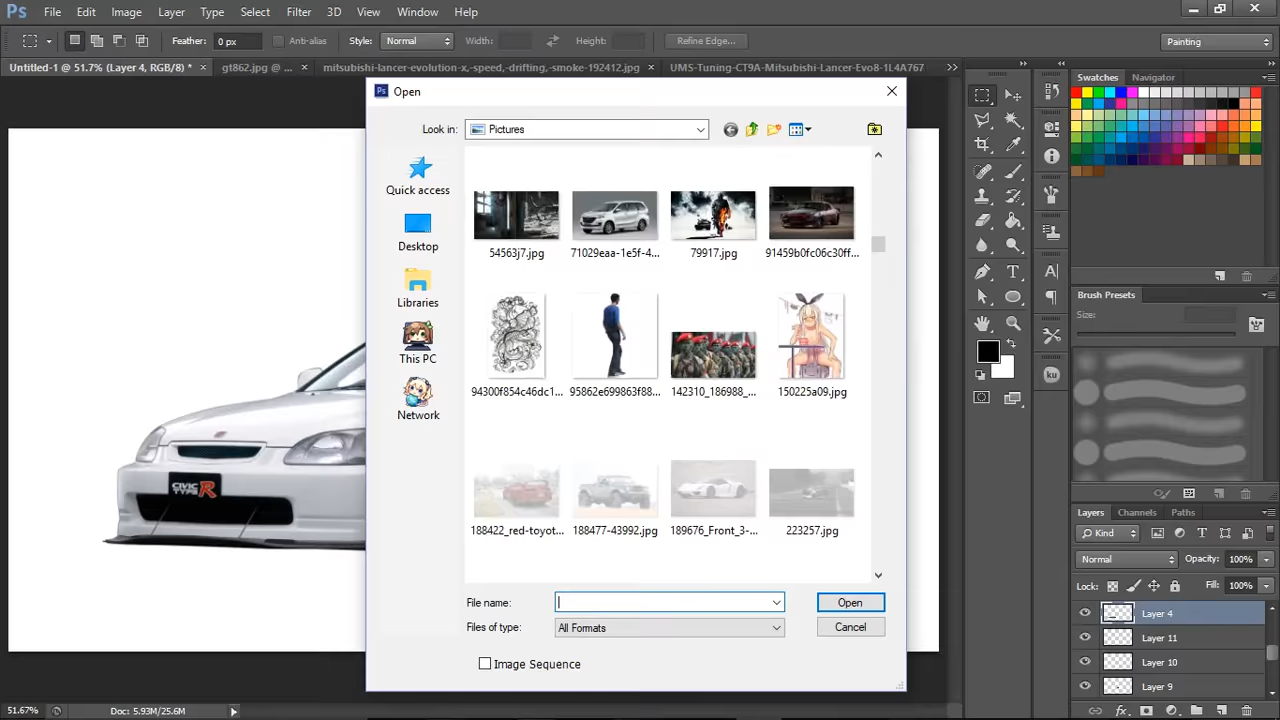 Ps File Edit Image Layer Type Select Filter 3D View Window Help
Feather: 0 px Anti-alias Style: Normal Width: Height: Refine Edge... Painting
Untitled-1 @ 51.7% (Layer 4, RGB/8) * × gt862.jpg @ ... × mitsubishi-lancer-evolution-x,-speed,-drifting,-smoke-192412.jpg × UMS-Tuning-CT9A-Mitsubishi-Lancer-Evo8-1L4A767 >>
Ps Open
Look in: Pictures
Quick access
Desktop
Libraries
This PC
Network
54563j7.jpg 71029eaa-1e5f-4... 79917.jpg 91459b0fc06c30ff...
94300f854c46dc1... 95862e699863f88... 142310_186988_... 150225a09.jpg
188422_red-toyot... 188477-43992.jpg 189676_Front_3-... 223257.jpg
File name: Open
Files of type: All Formats Cancel
Image Sequence
CIVIC
TYPE R
Swatches Navigator
Brush Presets
Size:
ku
Layers Channels Paths
Kind
Normal Opacity: 100%
Lock: Fill: 100%
Layer 4
Layer 11
Layer 10
Layer 9
51.67% Doc: 5.93M/25.6M